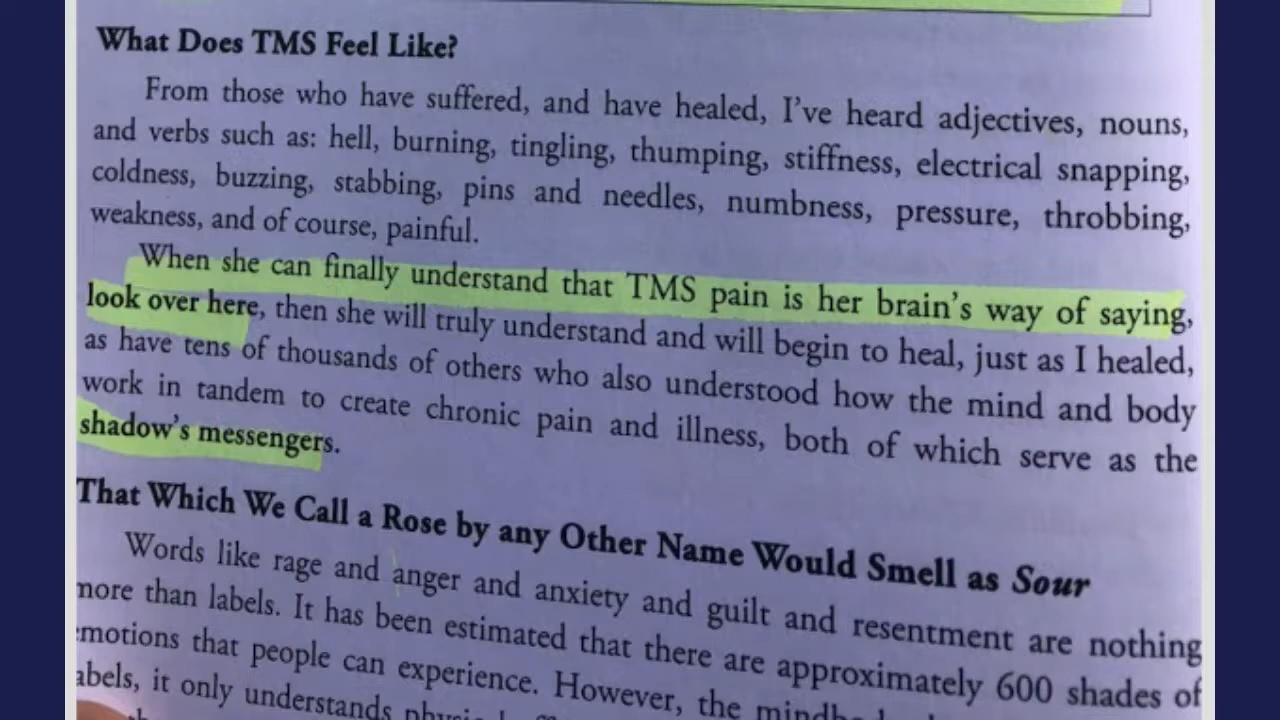 What Does TMS Feel Like?
From those who have suffered, and have healed, I've heard adjectives, nouns,
and verbs such as: hell, burning, tingling, thumping, stiffness, electrical snapping,
coldness, buzzing, stabbing, pins and needles, numbness, pressure, throbbing,
weakness, and of course, painful.
When she can finally understand that TMS pain is her brain's way of saying,
look over here, then she will truly understand and will begin to heal, just as I healed,
as have tens of thousands of others who also understood how the mind and body
work in tandem to create chronic pain and illness, both of which serve as the
shadow's messengers.
That Which We Call a Rose by any Other Name Would Smell as Sour
Words like rage and anger and anxiety and guilt and resentment are nothing
more than labels. It has been estimated that there are approximately 600 shades of
emotions that people can experience. However, the
labels, it only understands